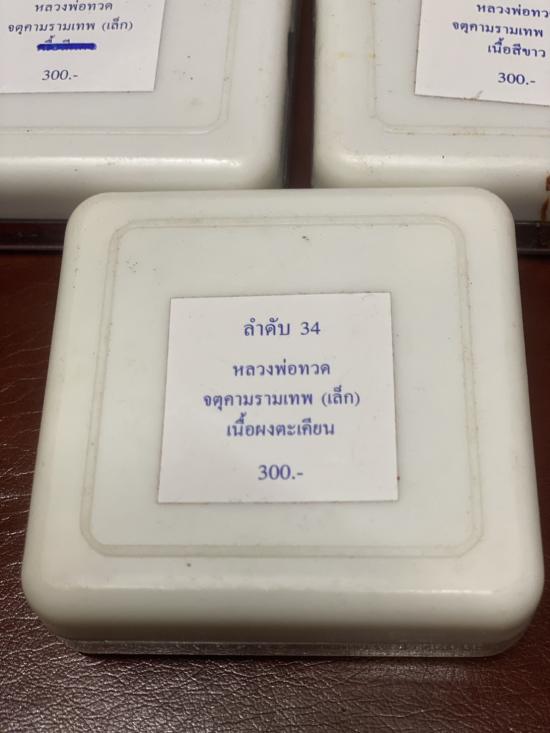 หลวงพ่อทวด
จตุคามรามเทพ (เล็ก)
300.-
หลวงพ่อทว
จตุคามรามเทพ
เนื้อสีขาว
300.-
ลำดับ 34
หลวงพ่อทวด
จตุคามรามเทพ (เล็ก)
เนื้อผงตะเคียน
300.-